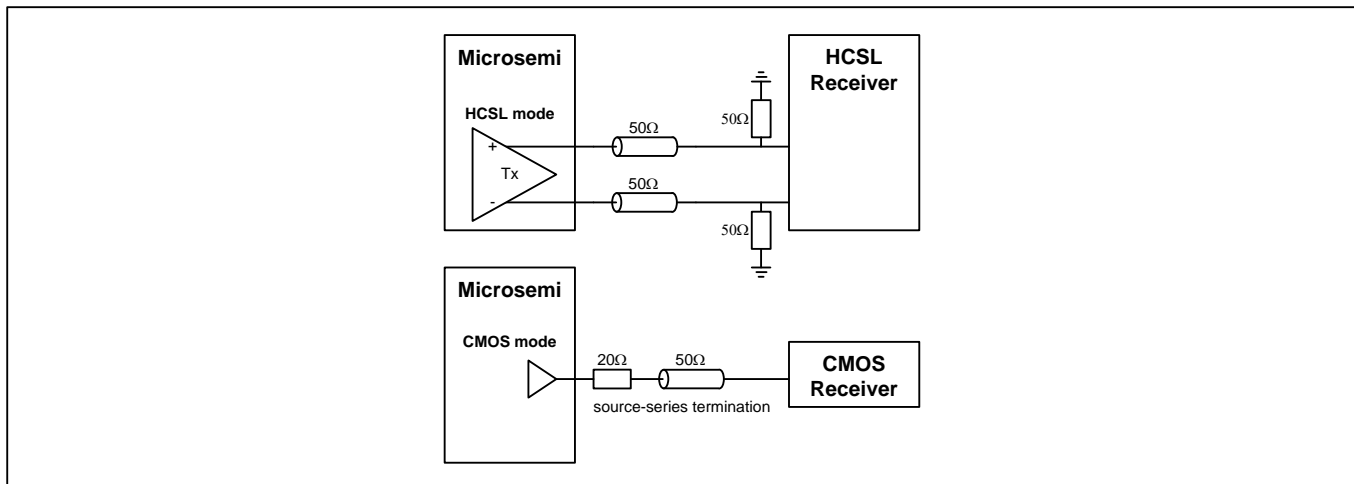 Microsemi
HCSL
Receiver
HCSL mode
50Ω
50Ω
+
Tx
50Ω
-
50Ω
Microsemi
CMOS mode
20Ω
50Ω
CMOS
Receiver
source-series termination